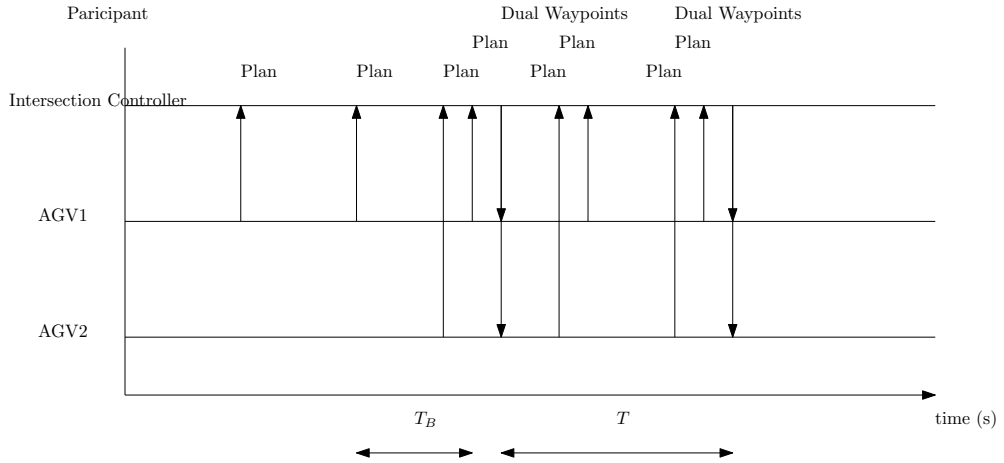 Paricipant
Dual Waypoints
Dual Waypoints
Plan
Plan
Plan
Plan
Plan
Plan
Plan
Plan
Intersection Controller
AGV1
AGV2
T_B
T
time (s)